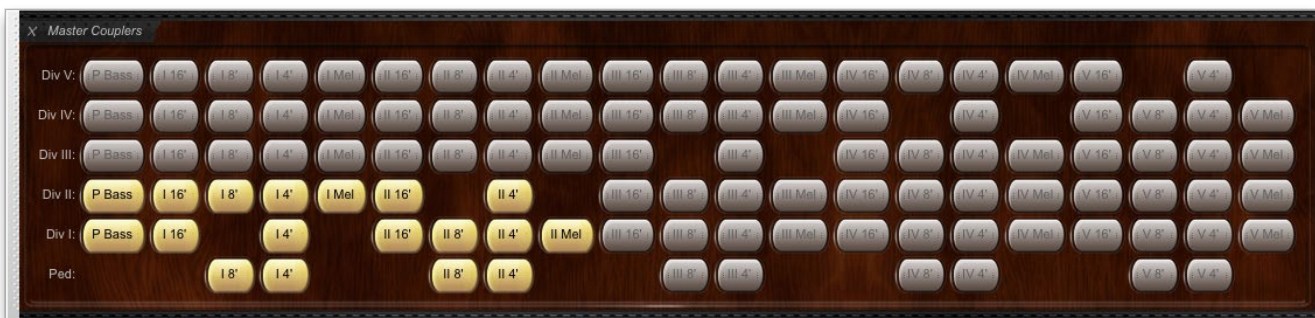 X Master Couplers
Div V: P Bass I 16' I 8' I 4' I Mel II 16' II 8' II 4' II Mel III 16' III 8' III 4' III Mel IV 16' IV 8' IV 4' IV Mel V 16' V 4'
Div IV: P Bass I 16' I 8' I 4' I Mel II 16' II 8' II 4' II Mel III 16' III 8' III 4' III Mel IV 16' IV 4' V 16' V 8' V 4' V Mel
Div III: P Bass I 16' I 8' I 4' I Mel II 16' II 8' II 4' II Mel III 16' III 4' IV 16' IV 8' IV 4' IV Mel V 16' V 8' V 4' V Mel
Div II: P Bass I 16' I 8' I 4' I Mel II 16' II 4' III 16' III 8' III 4' III Mel IV 16' IV 8' IV 4' IV Mel V 16' V 8' V 4' V Mel
Div I: P Bass I 16' I 4' II 16' II 8' II 4' II Mel III 16' III 8' III 4' III Mel IV 16' IV 8' IV 4' IV Mel V 16' V 8' V 4' V Mel
Ped: I 8' I 4' II 8' II 4' III 8' III 4' IV 8' IV 4' V 8' V 4'